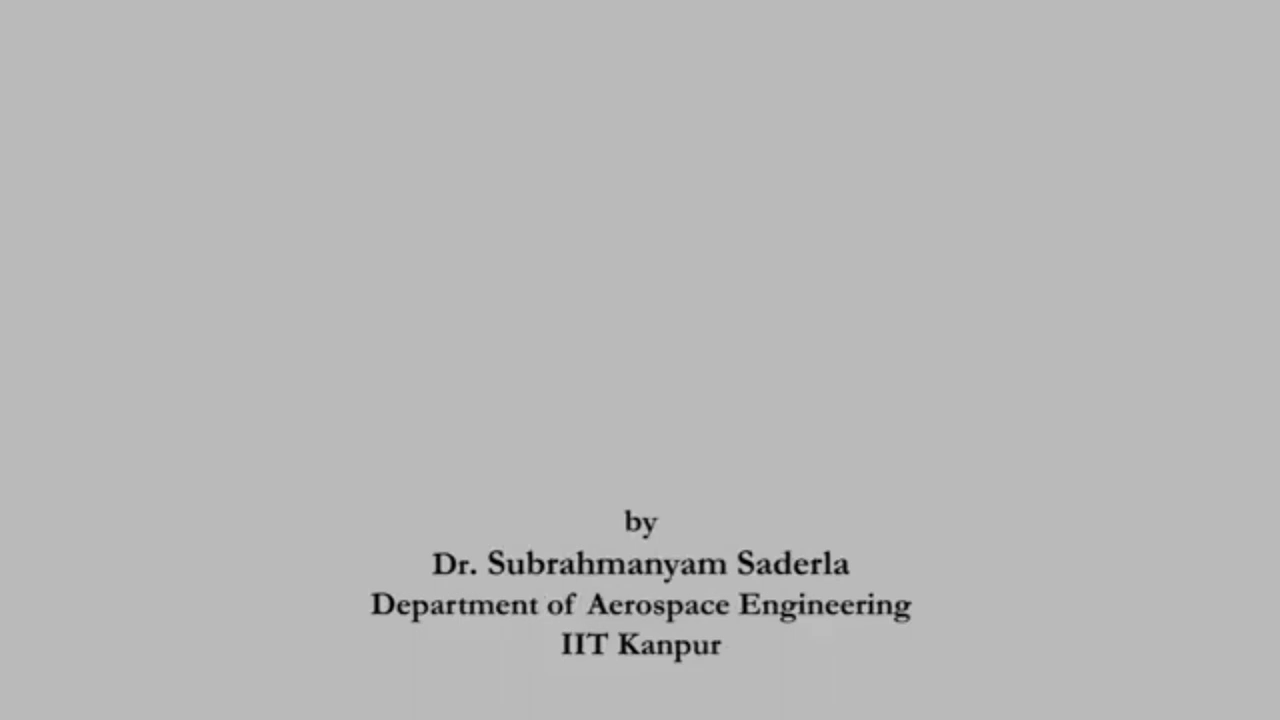 by
Dr. Subrahmanyam Saderla
Department of Aerospace Engineering
IIT Kanpur